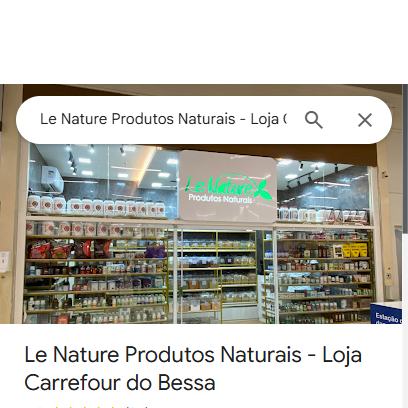 Le Nature Produtos Naturais - Loja C
Le Nature
Produtos Naturais
Estação
Le Nature Produtos Naturais - Loja
Carrefour do Bessa